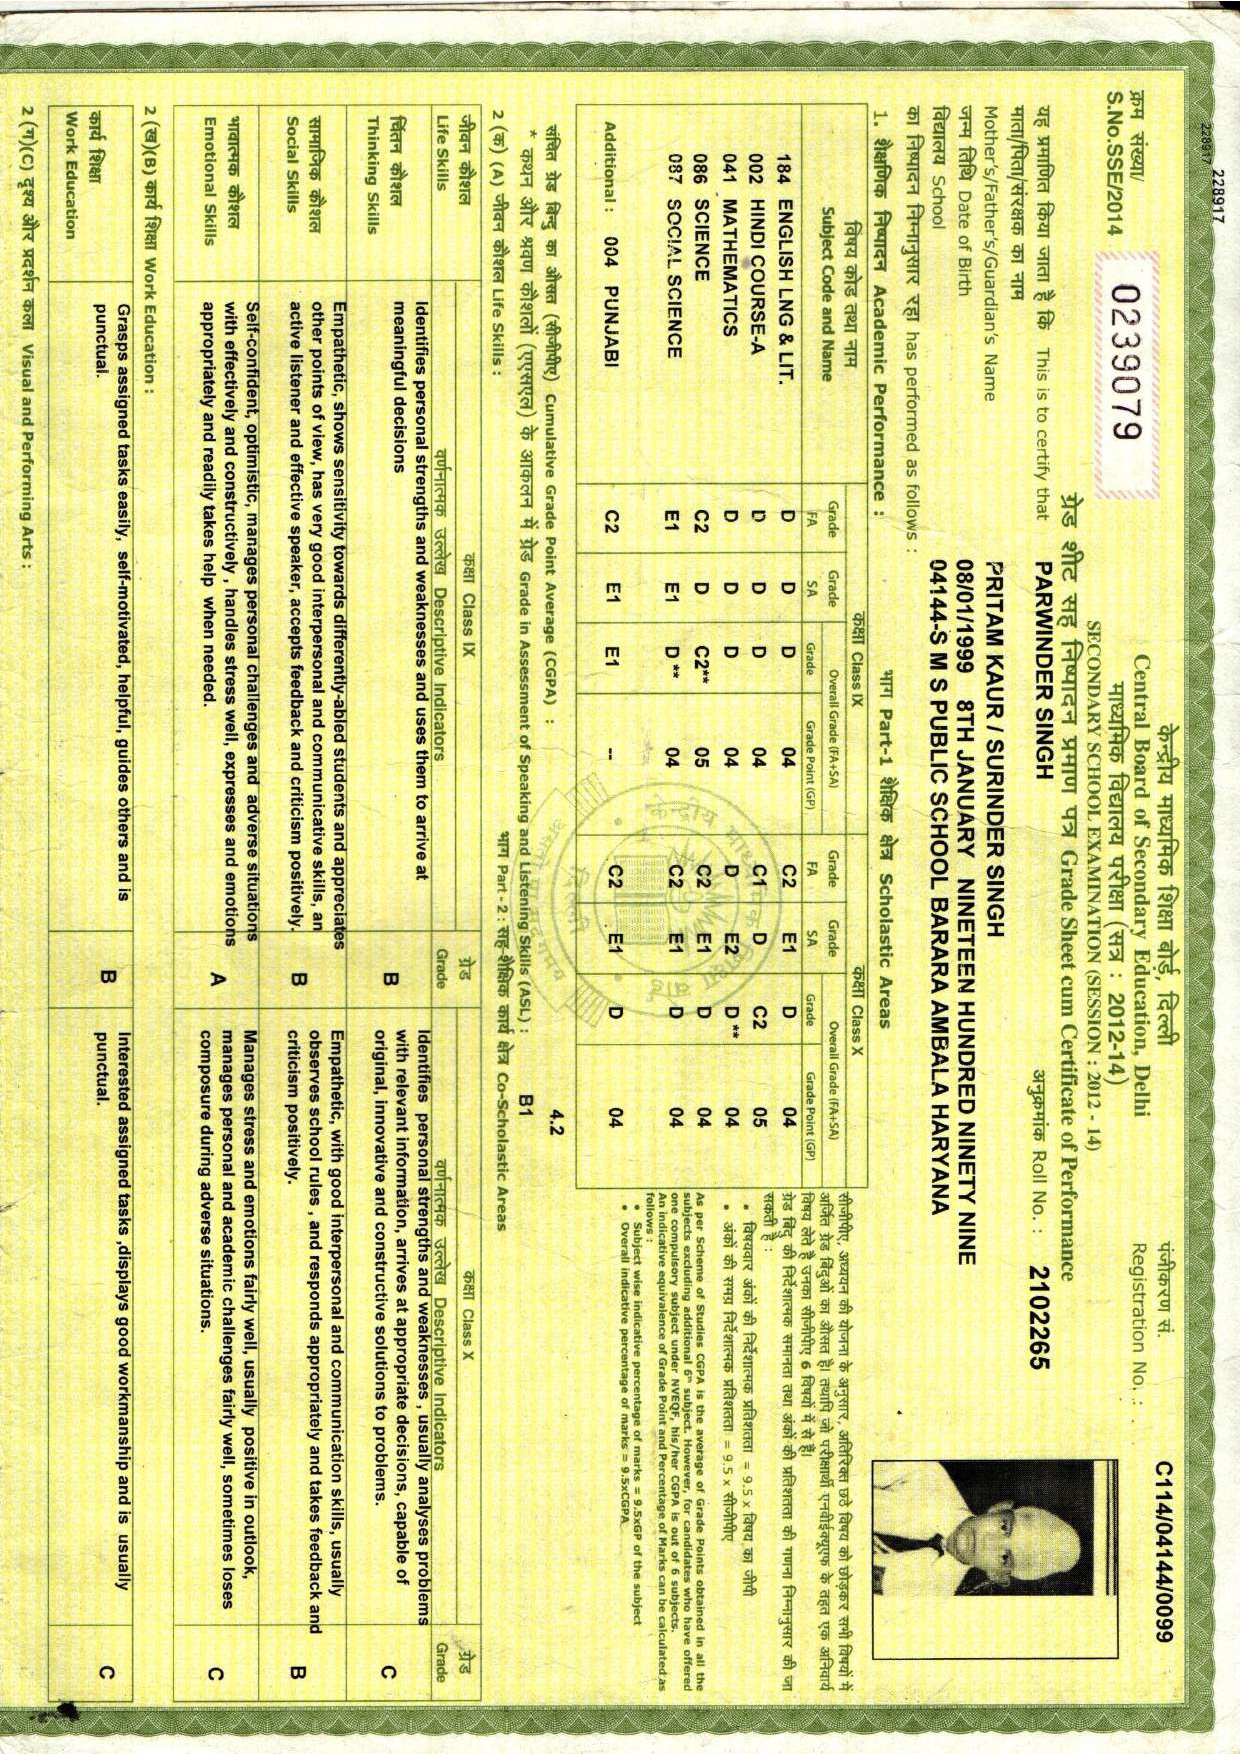 228917 228917
क्रम संख्या/
S.No.SSE/2014 0239079
केन्द्रीय माध्यमिक शिक्षा बोर्ड, दिल्ली
Central Board of Secondary Education, Delhi
माध्यमिक विद्यालय परीक्षा (सत्र : 2012-14)
SECONDARY SCHOOL EXAMINATION (SESSION : 2012 - 14)
ग्रेड शीट सह निष्पादन प्रमाण पत्र Grade Sheet cum Certificate of Performance
पंजीकरण सं.
Registration No. : C114/04144/0099
अनुक्रमांक Roll No. : 2102265
यह प्रमाणित किया जाता है कि This is to certify that PARWINDER SINGH
माता/पिता/संरक्षक का नाम
Mother's/Father's/Guardian's Name PRITAM KAUR / SURINDER SINGH
जन्म तिथि Date of Birth 08/01/1999 8TH JANUARY NINETEEN HUNDRED NINETY NINE
विद्यालय School 04144-S M S PUBLIC SCHOOL BARARA AMBALA HARYANA
का निष्पादन निम्नानुसार रहा has performed as follows :
भाग Part-1 शैक्षिक क्षेत्र Scholastic Areas
1. शैक्षणिक निष्पादन Academic Performance :
विषय कोड तथा नाम
Subject Code and Name
कक्षा Class IX कक्षा Class X
Grade FA Grade SA Overall Grade (FA+SA) Grade Grade Point (GP) Grade FA Grade SA Overall Grade (FA+SA) Grade Grade Point (GP)
184 ENGLISH LNG & LIT. D D D 04 C2 E1 D 04
002 HINDI COURSE-A D D D 04 C1 D C2 05
041 MATHEMATICS D D D 04 D E2 D ** 04
086 SCIENCE C2 D C2** 05 C2 E1 D 04
087 SOCIAL SCIENCE E1 E1 D ** 04 C2 E1 D 04
Additional : 004 PUNJABI C2 E1 E1 -- C2 E1 D 04
सीजीपीए, अध्ययन की योजना के अनुसार, अतिरिक्त छठे विषय को छोड़कर सभी विषयों में
अर्जित ग्रेड बिंदुओं का औसत है। तथापि जो परीक्षार्थी एनवीईक्यूएफ के तहत एक अनिवार्य
विषय लेते है उनका सीजीपीए 6 विषयों में से है।
ग्रेड बिंदु की निर्देशात्मक समानता तथा अंकों की प्रतिशतता की गणना निम्नानुसार की जा
सकती है :
• विषयवार अंकों की निर्देशात्मक प्रतिशतता = 9.5 x विषय का जीपी
• अंकों की समग्र निर्देशात्मक प्रतिशतता = 9.5 x सीजीपीए
As per Scheme of Studies CGPA is the average of Grade Points obtained in all the
subjects excluding additional 6th subject. However, for candidates who have offered
one compulsory subject under NVEQF, his/her CGPA is out of 6 subjects.
An indicative equivalence of Grade Point and Percentage of Marks can be calculated as
follows :
• Subject wise indicative percentage of marks = 9.5xGP of the subject
• Overall indicative percentage of marks = 9.5xCGPA
संचित ग्रेड बिन्दु का औसत (सीजीपीए) Cumulative Grade Point Average (CGPA) : 4.2
* कथन और श्रवण कौशलों (एएसएल) के आकलन में ग्रेड Grade in Assessment of Speaking and Listening Skills (ASL) : B1
भाग Part - 2 : सह-शैक्षिक कार्य क्षेत्र Co-Scholastic Areas
2 (क) (A) जीवन कौशल Life Skills :
जीवन कौशल
Life Skills
कक्षा Class IX
वर्णनात्मक उल्लेख Descriptive Indicators
ग्रेड
Grade
कक्षा Class X
वर्णनात्मक उल्लेख Descriptive Indicators
ग्रेड
Grade
चिंतन कौशल
Thinking Skills
Identifies personal strengths and weaknesses and uses them to arrive at
meaningful decisions
B
Identifies personal strengths and weaknesses , usually analyses problems
with relevant information, arrives at appropriate decisions, capable of
original, innovative and constructive solutions to problems.
C
सामाजिक कौशल
Social Skills
Empathetic, shows sensitivity towards differently-abled students and appreciates
other points of view, has very good interpersonal and communicative skills, an
active listener and effective speaker, accepts feedback and criticism positively.
B
Empathetic, with good interpersonal and communication skills, usually
observes school rules , and responds appropriately and takes feedback and
criticism positively.
B
भावात्मक कौशल
Emotional Skills
Self-confident, optimistic, manages personal challenges and adverse situations
with effectively and constructively , handles stress well, expresses and emotions
appropriately and readily takes help when needed.
A
Manages stress and emotions fairly well, usually positive in outlook,
manages personal and academic challenges fairly well, sometimes loses
composure during adverse situations.
C
2 (ख)(B) कार्य शिक्षा Work Education :
कार्य शिक्षा
Work Education
Grasps assigned tasks easily, self-motivated, helpful, guides others and is
punctual.
B
Interested assigned tasks ,displays good workmanship and is usually
punctual.
C
2 (ग)(C) दृश्य और प्रदर्शन कला Visual and Performing Arts :